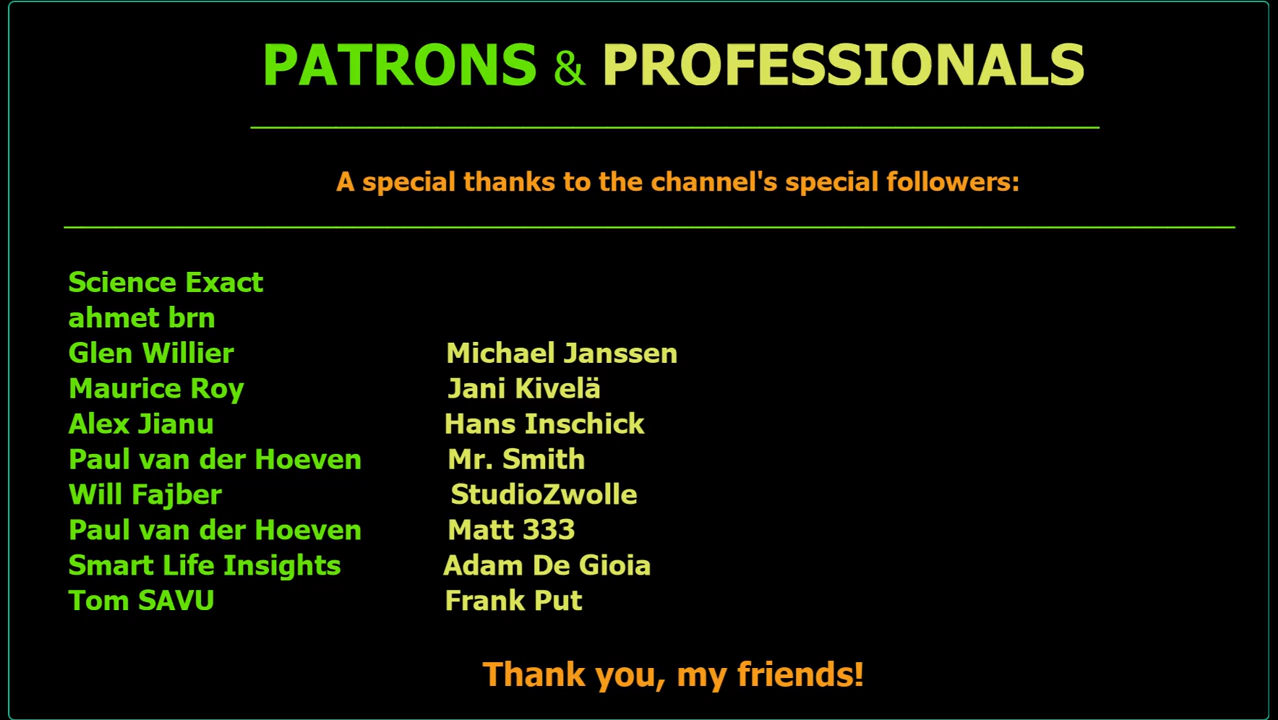 PATRONS & PROFESSIONALS
A special thanks to the channel's special followers:
Science Exact
ahmet brn
Glen Willier Michael Janssen
Maurice Roy Jani Kivelä
Alex Jianu Hans Inschick
Paul van der Hoeven Mr. Smith
Will Fajber StudioZwolle
Paul van der Hoeven Matt 333
Smart Life Insights Adam De Gioia
Tom SAVU Frank Put
Thank you, my friends!